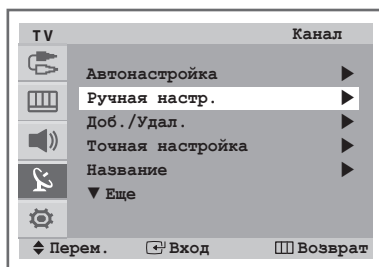 TV Канал
Автонастройка
Ручная настр.
Доб./Удал.
Точная настройка
Название
▼ Еще
Перем. Вход Возврат